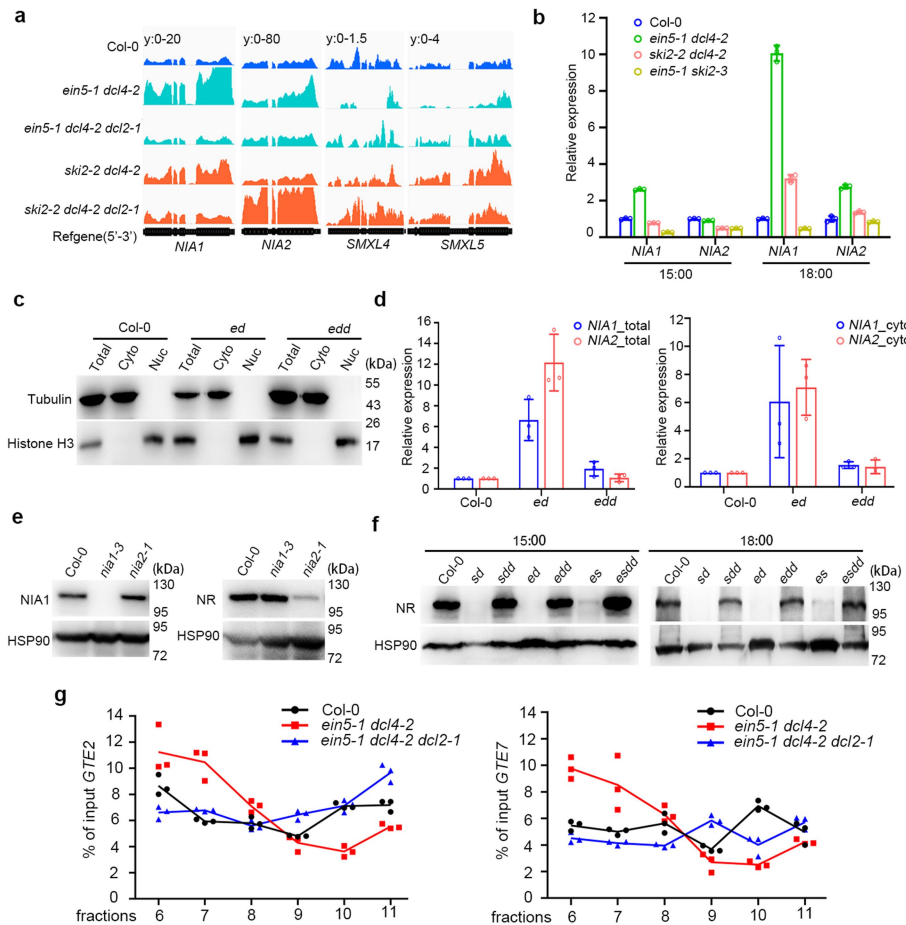 a
y:0-20 y:0-80 y:0-1.5 y:0-4
Col-0
ein5-1 dcl4-2
ein5-1 dcl4-2 dcl2-1
ski2-2 dcl4-2
ski2-2 dcl4-2 dcl2-1
Refgene(5'-3')
NIA1 NIA2 SMXL4 SMXL5
b
Col-0
ein5-1 dcl4-2
ski2-2 dcl4-2
ein5-1 ski2-3
Relative expression
12
10
8
6
4
2
0
NIA1 NIA2 NIA1 NIA2
15:00 18:00
c
Col-0 ed edd
Total Cyto Nuc Total Cyto Nuc Total Cyto Nuc (kDa)
Tubulin
55
43
Histone H3
26
17
d
NIA1_total
NIA2_total
Relative expression
16
14
12
10
8
6
4
2
0
Col-0 ed edd
NIA1_cyto
NIA2_cyto
Relative expression
12
10
8
6
4
2
0
Col-0 ed edd
e
Col-0 nia1-3 nia2-1 (kDa)
NIA1
130
95
HSP90
95
72
Col-0 nia1-3 nia2-1 (kDa)
NR
130
95
HSP90
95
72
f
15:00 18:00
Col-0 sd sdd ed edd es esdd Col-0 sd sdd ed edd es esdd (kDa)
NR
130
95
HSP90
95
72
g
Col-0
ein5-1 dcl4-2
ein5-1 dcl4-2 dcl2-1
% of input GTE2
14
12
10
8
6
4
2
0
fractions 6 7 8 9 10 11
Col-0
ein5-1 dcl4-2
ein5-1 dcl4-2 dcl2-1
% of input GTE7
14
12
10
8
6
4
2
0
fractions 6 7 8 9 10 11